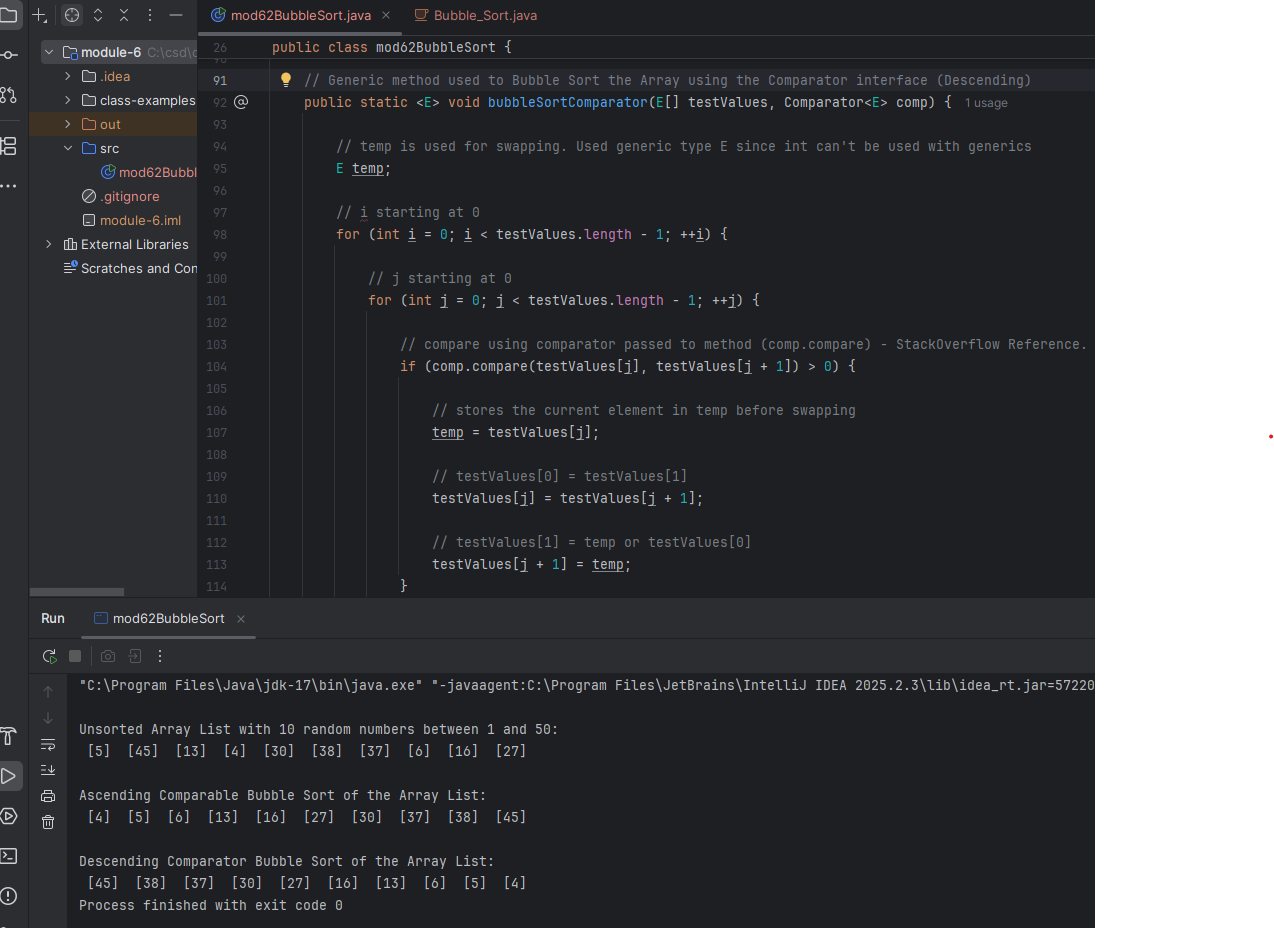 mod62BubbleSort.java
Bubble_Sort.java
module-6 C:\csd\
.idea
class-examples
out
src
mod62Bubbl
.gitignore
module-6.iml
External Libraries
Scratches and Con
26 public class mod62BubbleSort {
91 // Generic method used to Bubble Sort the Array using the Comparator interface (Descending)
92 @ public static <E> void bubbleSortComparator(E[] testValues, Comparator<E> comp) { 1 usage
93
94 // temp is used for swapping. Used generic type E since int can't be used with generics
95 E temp;
96
97 // i starting at 0
98 for (int i = 0; i < testValues.length - 1; ++i) {
99
100 // j starting at 0
101 for (int j = 0; j < testValues.length - 1; ++j) {
102
103 // compare using comparator passed to method (comp.compare) - StackOverflow Reference.
104 if (comp.compare(testValues[j], testValues[j + 1]) > 0) {
105
106 // stores the current element in temp before swapping
107 temp = testValues[j];
108
109 // testValues[0] = testValues[1]
110 testValues[j] = testValues[j + 1];
111
112 // testValues[1] = temp or testValues[0]
113 testValues[j + 1] = temp;
114 }
Run mod62BubbleSort
"C:\Program Files\Java\jdk-17\bin\java.exe" "-javaagent:C:\Program Files\JetBrains\IntelliJ IDEA 2025.2.3\lib\idea_rt.jar=57220
Unsorted Array List with 10 random numbers between 1 and 50:
[5] [45] [13] [4] [30] [38] [37] [6] [16] [27]
Ascending Comparable Bubble Sort of the Array List:
[4] [5] [6] [13] [16] [27] [30] [37] [38] [45]
Descending Comparator Bubble Sort of the Array List:
[45] [38] [37] [30] [27] [16] [13] [6] [5] [4]
Process finished with exit code 0